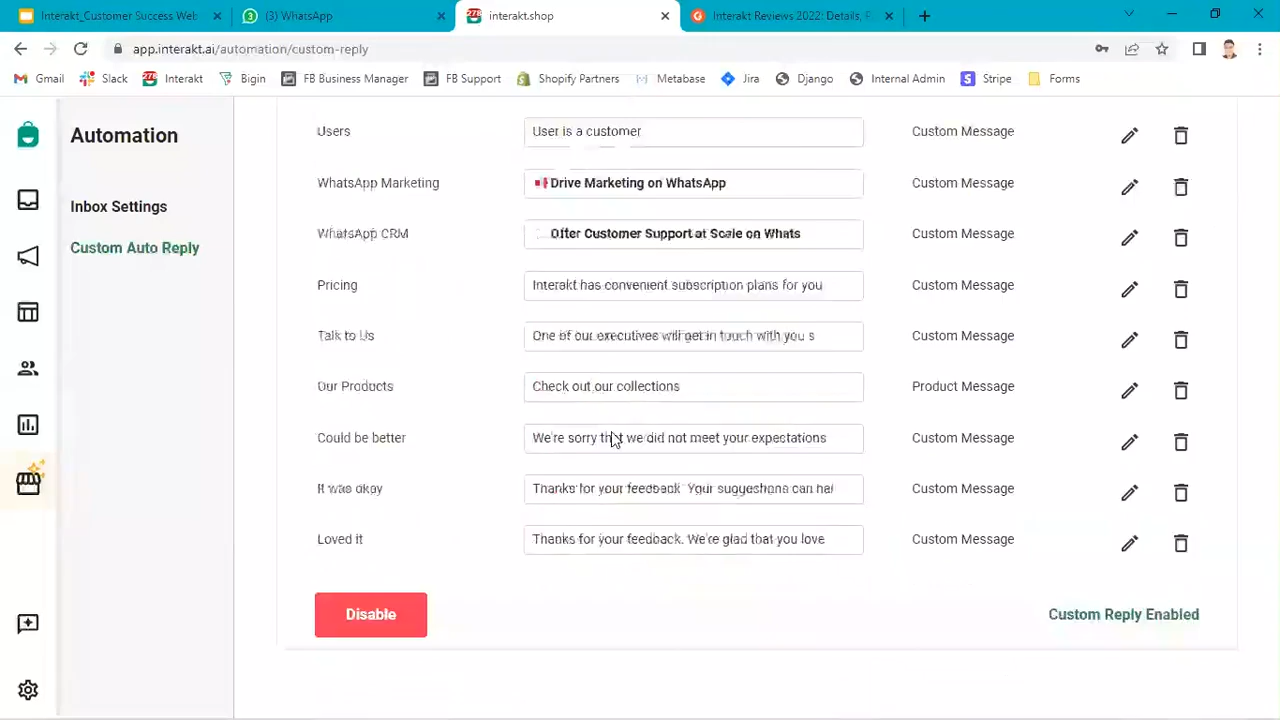 Interakt_Customer Success Web
(3) WhatsApp
interakt.shop
Interakt Reviews 2022: Details, P
app.interakt.ai/automation/custom-reply
Gmail
Slack
Interakt
Bigin
FB Business Manager
FB Support
Shopify Partners
Metabase
Jira
Django
Internal Admin
Stripe
Forms
Automation
Inbox Settings
Custom Auto Reply
Users
User is a customer
Custom Message
WhatsApp Marketing
Drive Marketing on WhatsApp
Custom Message
WhatsApp CRM
Offer Customer Support at Scale on Whats
Custom Message
Pricing
Interakt has convenient subscription plans for you
Custom Message
Talk to Us
One of our executives will get in touch with you s
Custom Message
Our Products
Check out our collections
Product Message
Could be better
We're sorry that we did not meet your expectations
Custom Message
It was okay
Thanks for your feedback. Your suggestions can hel
Custom Message
Loved it
Thanks for your feedback. We're glad that you love
Custom Message
Disable
Custom Reply Enabled